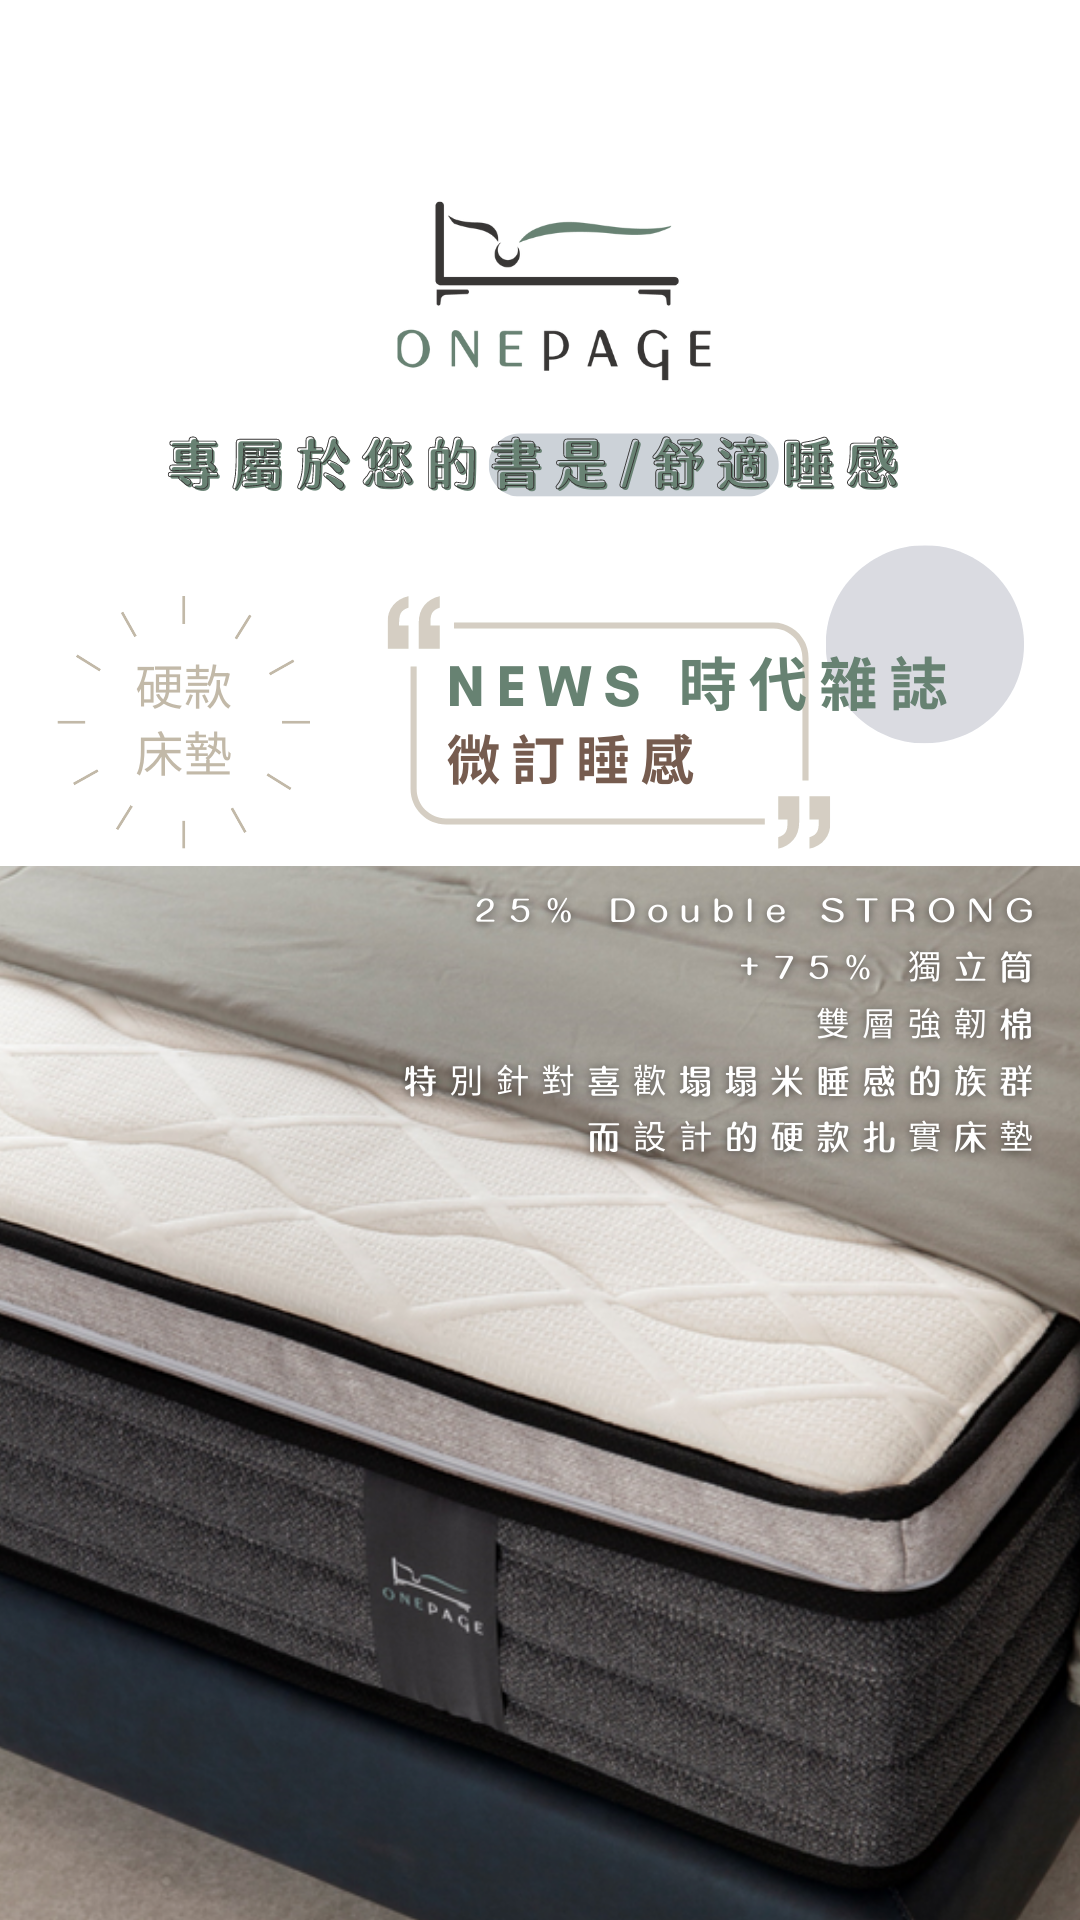 ONEPAGE
專屬於您的書是/舒適睡感
硬款
床墊
NEWS 時代雜誌
微訂睡感
25% Double STRONG
+75% 獨立筒
雙層強韌棉
特別針對喜歡塌塌米睡感的族群
而設計的硬款扎實床墊
ONEPAGE